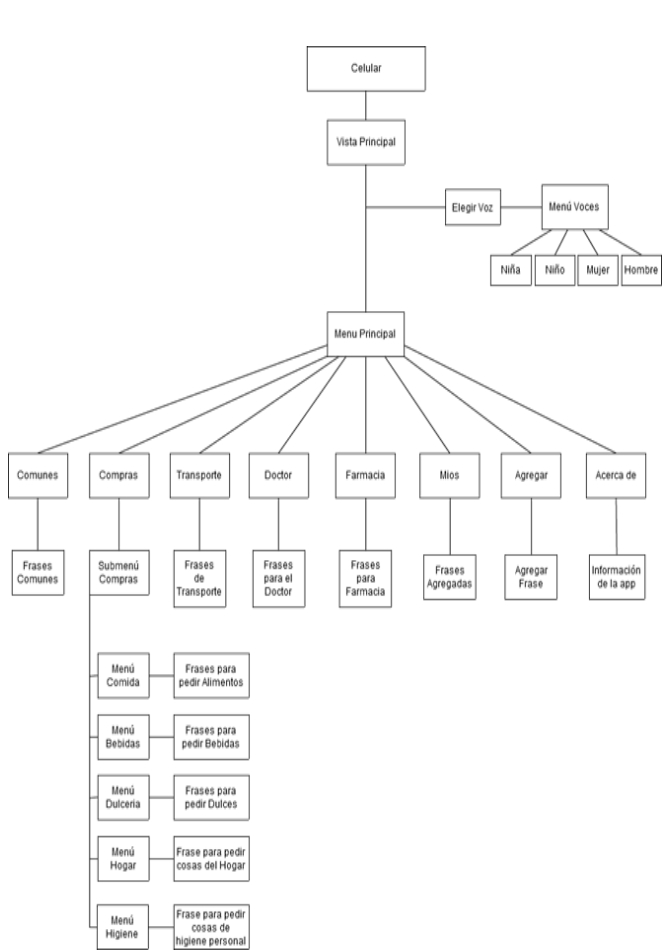 Celular
Vista Principal
Elegir Voz
Menú Voces
Niña
Niño
Mujer
Hombre
Menu Principal
Comunes
Compras
Transporte
Doctor
Farmacia
Mios
Agregar
Acerca de
Frases
Comunes
Submenú
Compras
Frases
de
Transporte
Frases
para el
Doctor
Frases
para
Farmacia
Frases
Agregadas
Agregar
Frase
Información
de la app
Menú
Comida
Frases para
pedir Alimentos
Menú
Bebidas
Frases para
pedir Bebidas
Menú
Dulceria
Frases para
pedir Dulces
Menú
Hogar
Frase para pedir
cosas del Hogar
Menú
Higiene
Frase para pedir
cosas de
higiene personal